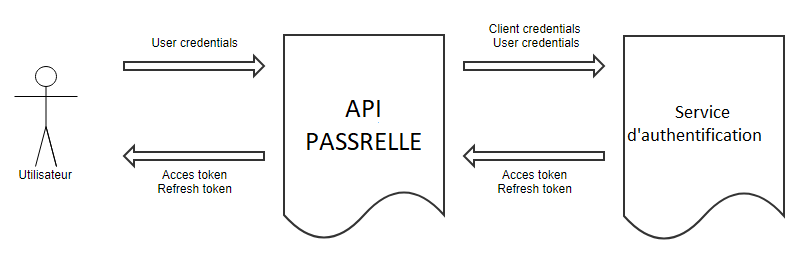 User credentials
Client credentials
User credentials
API
PASSRELLE
Service
d'authentification
Acces token
Refresh token
Acces token
Refresh token
Utilisateur